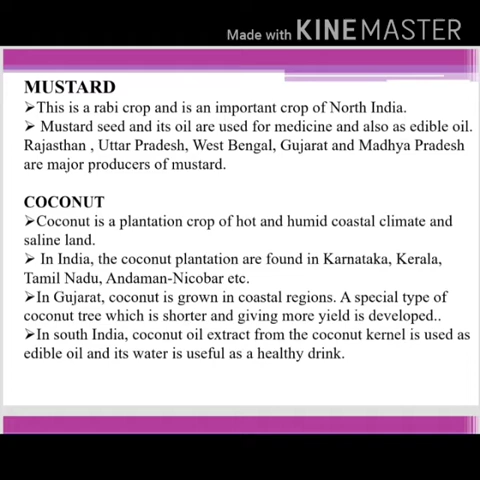 Made with KINEMASTER
MUSTARD
➢This is a rabi crop and is an important crop of North India.
➢ Mustard seed and its oil are used for medicine and also as edible oil.
Rajasthan , Uttar Pradesh, West Bengal, Gujarat and Madhya Pradesh
are major producers of mustard.
COCONUT
➢Coconut is a plantation crop of hot and humid coastal climate and
saline land.
➢ In India, the coconut plantation are found in Karnataka, Kerala,
Tamil Nadu, Andaman-Nicobar etc.
➢In Gujarat, coconut is grown in coastal regions. A special type of
coconut tree which is shorter and giving more yield is developed..
➢In south India, coconut oil extract from the coconut kernel is used as
edible oil and its water is useful as a healthy drink.